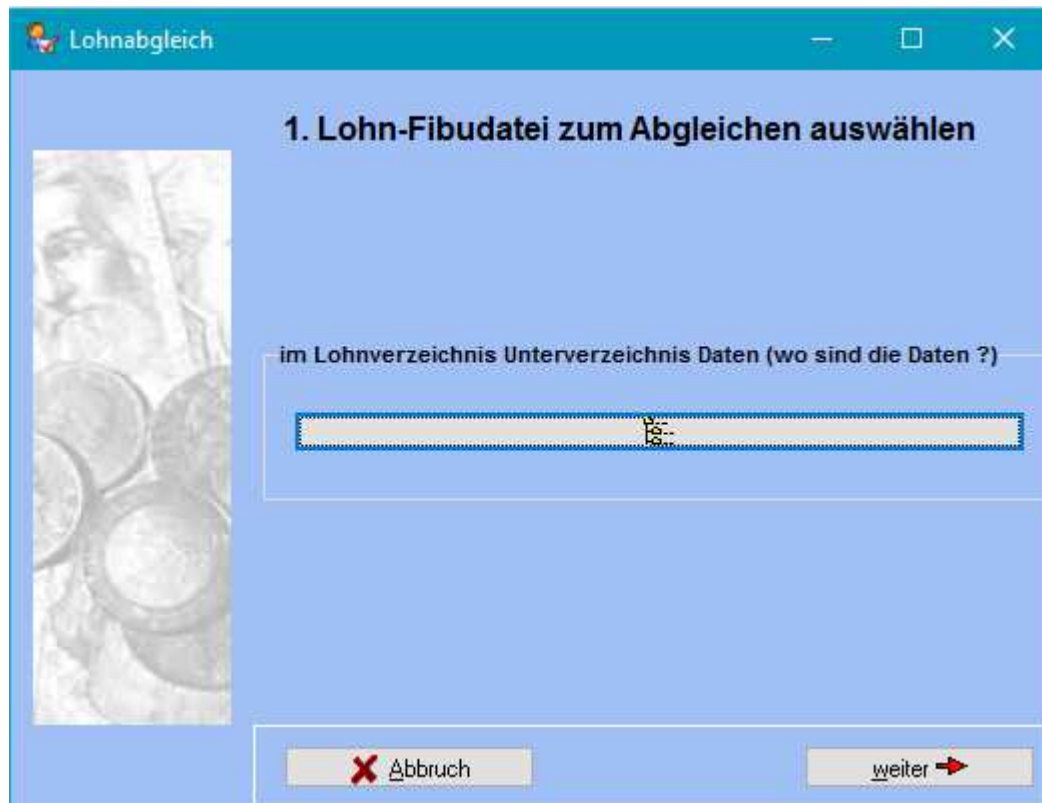 Lohnabgleich
1. Lohn-Fibudatei zum Abgleichen auswählen
im Lohnverzeichnis Unterverzeichnis Daten (wo sind die Daten ?)
Abbruch
weiter